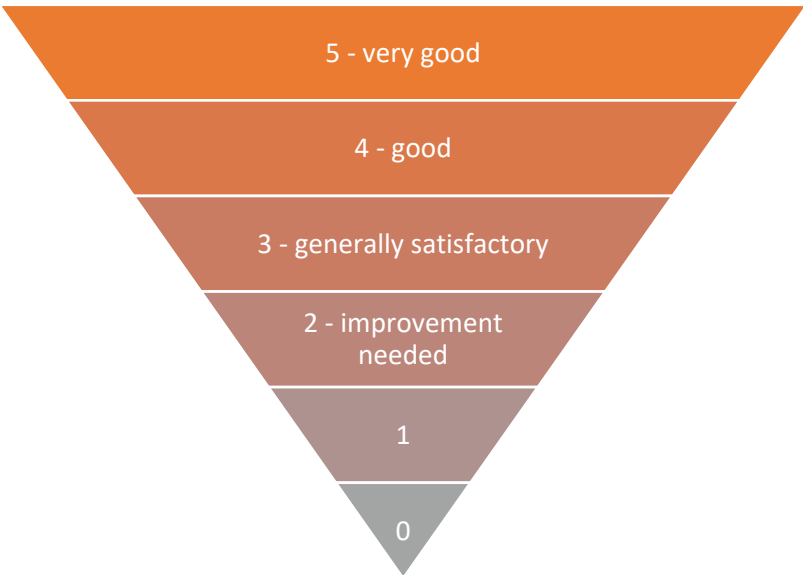 5 - very good
4 - good
3 - generally satisfactory
2 - improvement
needed
1
0